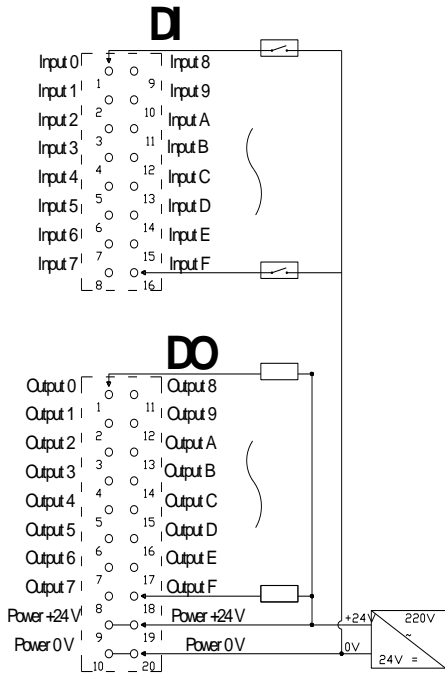 DI
Input 0 Input 8
1 9
Input 1 Input 9
2 10
Input 2 Input A
3 11
Input 3 Input B
4 12
Input 4 Input C
5 13
Input 5 Input D
6 14
Input 6 Input E
7 15
Input 7 Input F
8 16
DO
Output 0 Output 8
1 11
Output 1 Output 9
2 12
Output 2 Output A
3 13
Output 3 Output B
4 14
Output 4 Output C
5 15
Output 5 Output D
6 16
Output 6 Output E
7 17
Output 7 Output F
8 18
Power +24V Power +24V +24V 220V
9 19 ~
Power 0V Power 0V 0V
10 20 24V =